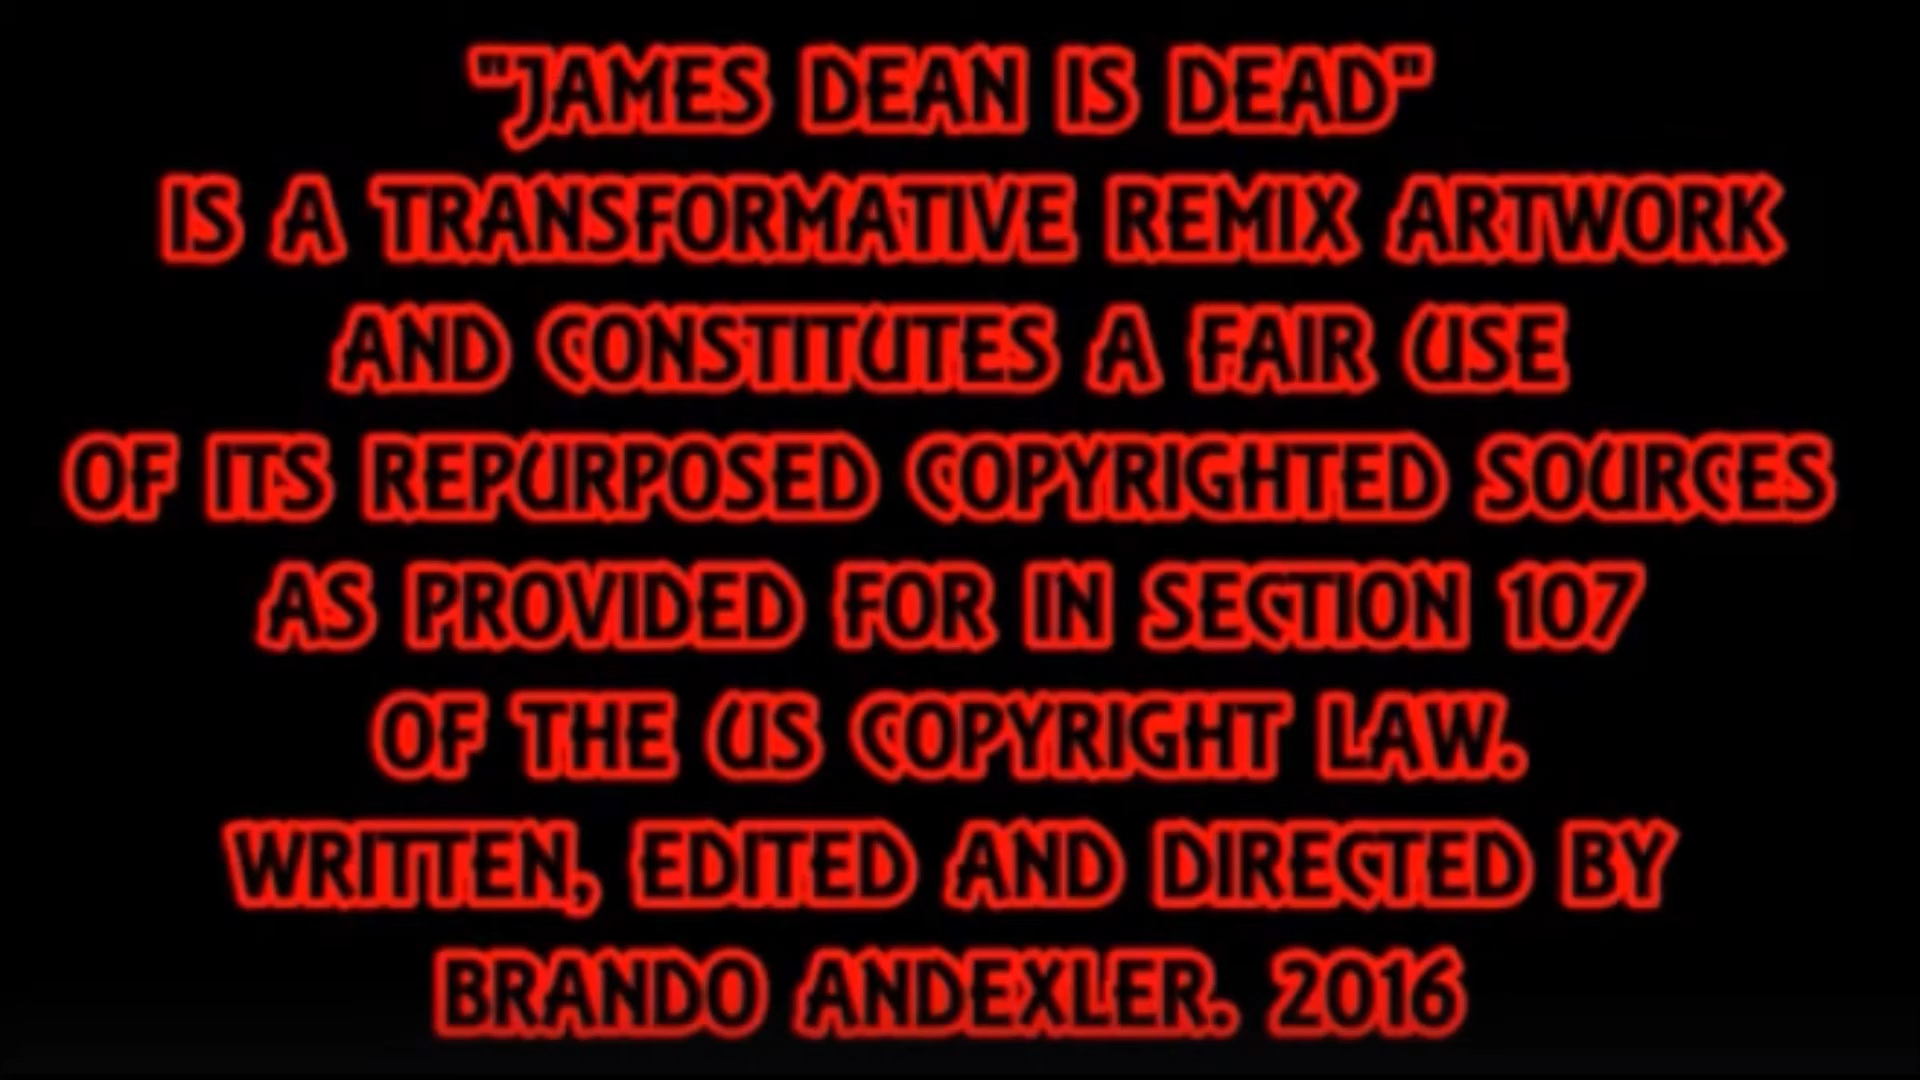 "JAMES DEAN IS DEAD"
IS A TRANSFORMATIVE REMIX ARTWORK
AND CONSTITUTES A FAIR USE
OF ITS REPURPOSED COPYRIGHTED SOURCES
AS PROVIDED FOR IN SECTION 107
OF THE US COPYRIGHT LAW.
WRITTEN, EDITED AND DIRECTED BY
BRANDO ANDEXLER. 2016